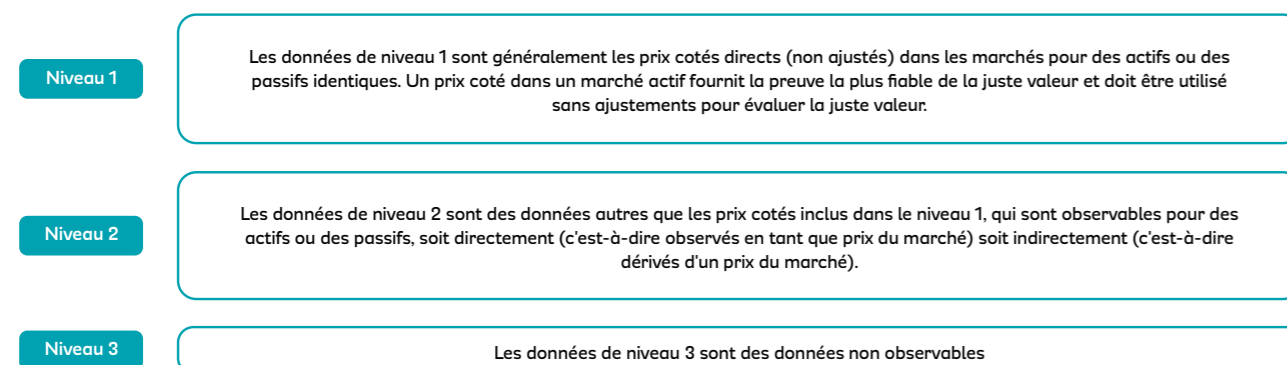 Niveau 1
Les données de niveau 1 sont généralement les prix cotés directs (non ajustés) dans les marchés pour des actifs ou des
passifs identiques. Un prix coté dans un marché actif fournit la preuve la plus fiable de la juste valeur et doit être utilisé
sans ajustements pour évaluer la juste valeur.
Niveau 2
Les données de niveau 2 sont des données autres que les prix cotés inclus dans le niveau 1, qui sont observables pour des
actifs ou des passifs, soit directement (c'est-à-dire observés en tant que prix du marché) soit indirectement (c'est-à-dire
dérivés d'un prix du marché).
Niveau 3
Les données de niveau 3 sont des données non observables